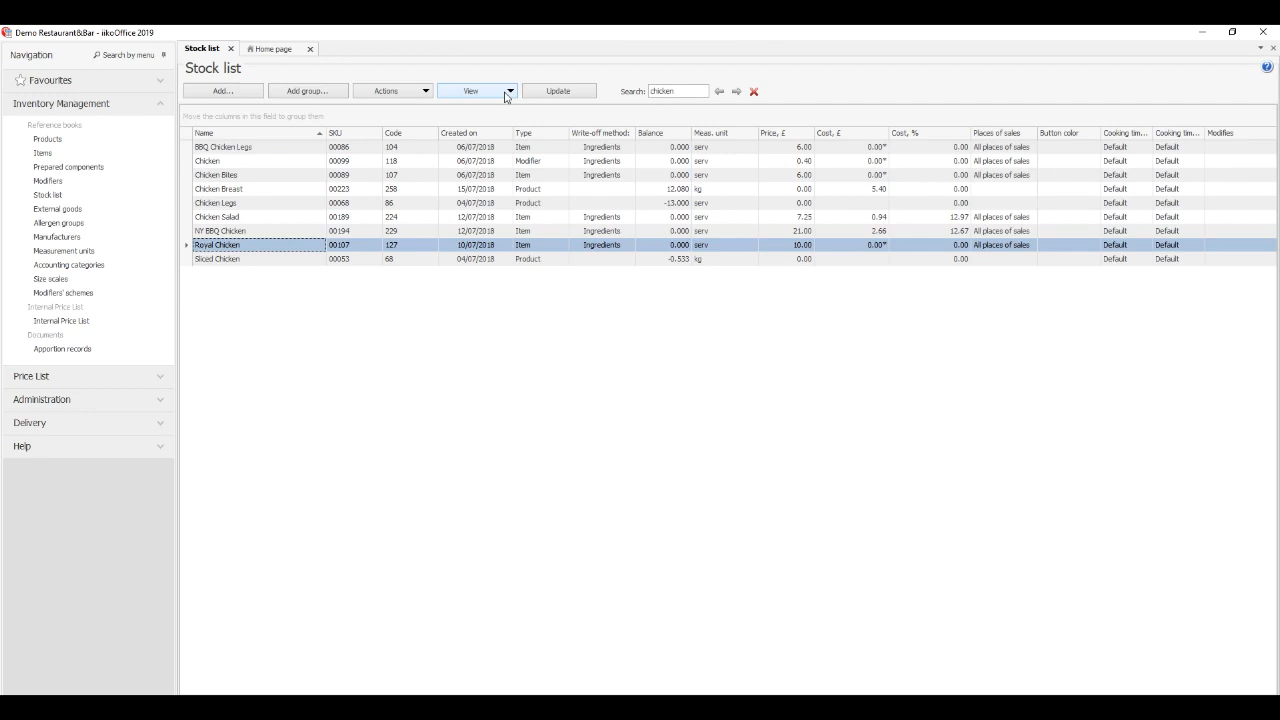 Demo Restaurant&Bar - iikoOffice 2019
Navigation Search by menu
Favourites
Inventory Management
Reference books
Products
Items
Prepared components
Modifiers
Stock list
External goods
Allergen groups
Manufacturers
Measurement units
Accounting categories
Size scales
Modifiers' schemes
Internal Price List
Internal Price List
Documents
Apportion records
Price List
Administration
Delivery
Help
Stock list Home page
Stock list
Add... Add group... Actions View Update Search: chicken
Move the columns in this field to group them
Name SKU Code Created on Type Write-off method: Balance Meas. unit Price, £ Cost, £ Cost, % Places of sales Button color Cooking tim... Cooking tim... Modifies
BBQ Chicken Legs 00086 104 06/07/2018 Item Ingredients 0.000 serv 6.00 0.00* 0.00 All places of sales Default Default
Chicken 00099 118 06/07/2018 Modifier Ingredients 0.000 serv 0.40 0.00* 0.00 All places of sales Default Default
Chicken Bites 00089 107 06/07/2018 Item Ingredients 0.000 serv 6.00 0.00* 0.00 All places of sales Default Default
Chicken Breast 00223 258 15/07/2018 Product 12.080 kg 0.00 5.40 0.00 Default Default
Chicken Legs 00068 86 04/07/2018 Product -13.000 serv 0.00 0.00 Default Default
Chicken Salad 00189 224 12/07/2018 Item Ingredients 0.000 serv 7.25 0.94 12.97 All places of sales Default Default
NY BBQ Chicken 00194 229 12/07/2018 Item Ingredients 0.000 serv 21.00 2.66 12.67 All places of sales Default Default
Royal Chicken 00107 127 10/07/2018 Item Ingredients 0.000 serv 10.00 0.00* 0.00 All places of sales Default Default
Sliced Chicken 00053 68 04/07/2018 Product -0.533 kg 0.00 0.00 Default Default